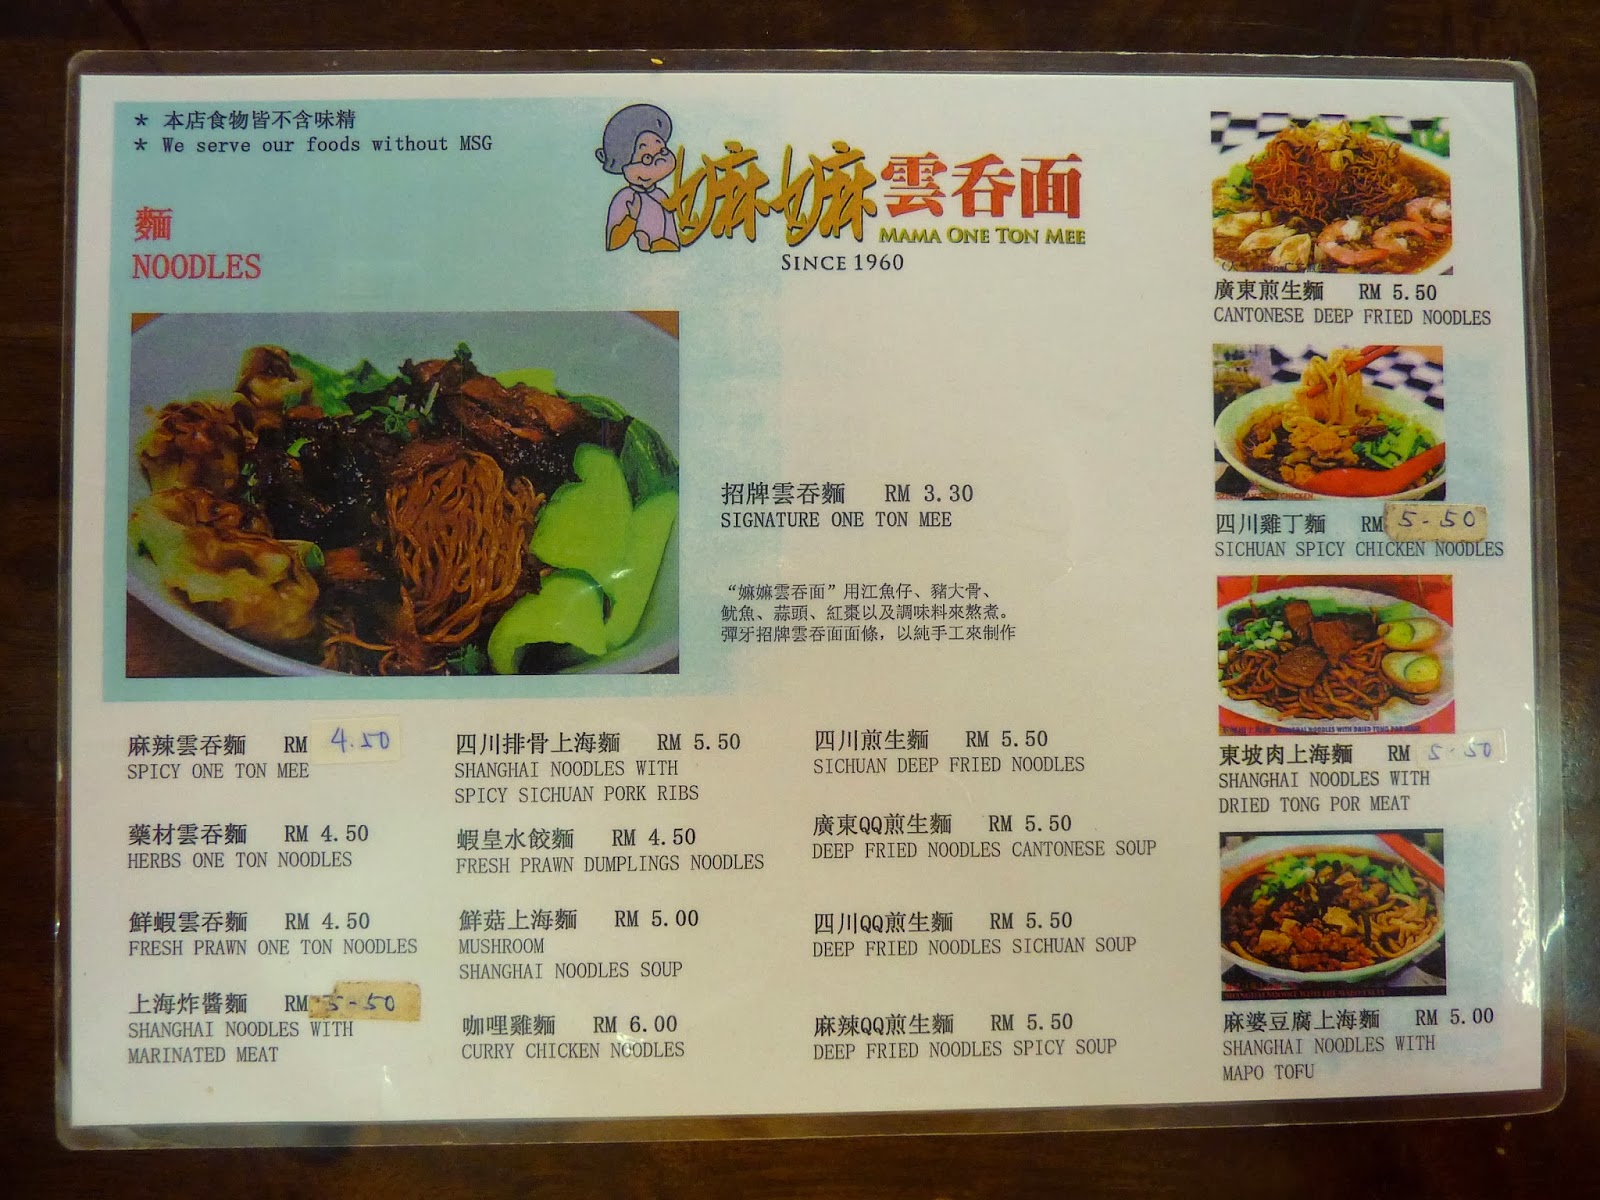 * 本店食物皆不含味精
* We serve our foods without MSG
麵
NOODLES
嫲嫲雲吞面
MAMA ONE TON MEE
SINCE 1960
招牌雲吞麵 RM 3.30
SIGNATURE ONE TON MEE
“嫲嫲雲吞面”用江魚仔、豬大骨、
魷魚、蒜頭、紅棗以及調味料來熬煮。
彈牙招牌雲吞面面條，以純手工來制作
麻辣雲吞麵 RM 4.50
SPICY ONE TON MEE
藥材雲吞麵 RM 4.50
HERBS ONE TON NOODLES
鮮蝦雲吞麵 RM 4.50
FRESH PRAWN ONE TON NOODLES
上海炸醬麵 RM 5-50
SHANGHAI NOODLES WITH
MARINATED MEAT
四川排骨上海麵 RM 5.50
SHANGHAI NOODLES WITH
SPICY SICHUAN PORK RIBS
蝦皇水餃麵 RM 4.50
FRESH PRAWN DUMPLINGS NOODLES
鮮菇上海麵 RM 5.00
MUSHROOM
SHANGHAI NOODLES SOUP
咖哩雞麵 RM 6.00
CURRY CHICKEN NOODLES
四川煎生麵 RM 5.50
SICHUAN DEEP FRIED NOODLES
廣東QQ煎生麵 RM 5.50
DEEP FRIED NOODLES CANTONESE SOUP
四川QQ煎生麵 RM 5.50
DEEP FRIED NOODLES SICHUAN SOUP
麻辣QQ煎生麵 RM 5.50
DEEP FRIED NOODLES SPICY SOUP
廣東煎生麵 RM 5.50
CANTONESE DEEP FRIED NOODLES
四川雞丁麵 RM 5-50
SICHUAN SPICY CHICKEN NOODLES
SHANGHAI NOODLES WITH DRIED TONG POR MEAT
東坡肉上海麵 RM 5-50
SHANGHAI NOODLES WITH
DRIED TONG POR MEAT
麻婆豆腐上海麵 RM 5.00
SHANGHAI NOODLES WITH
MAPO TOFU